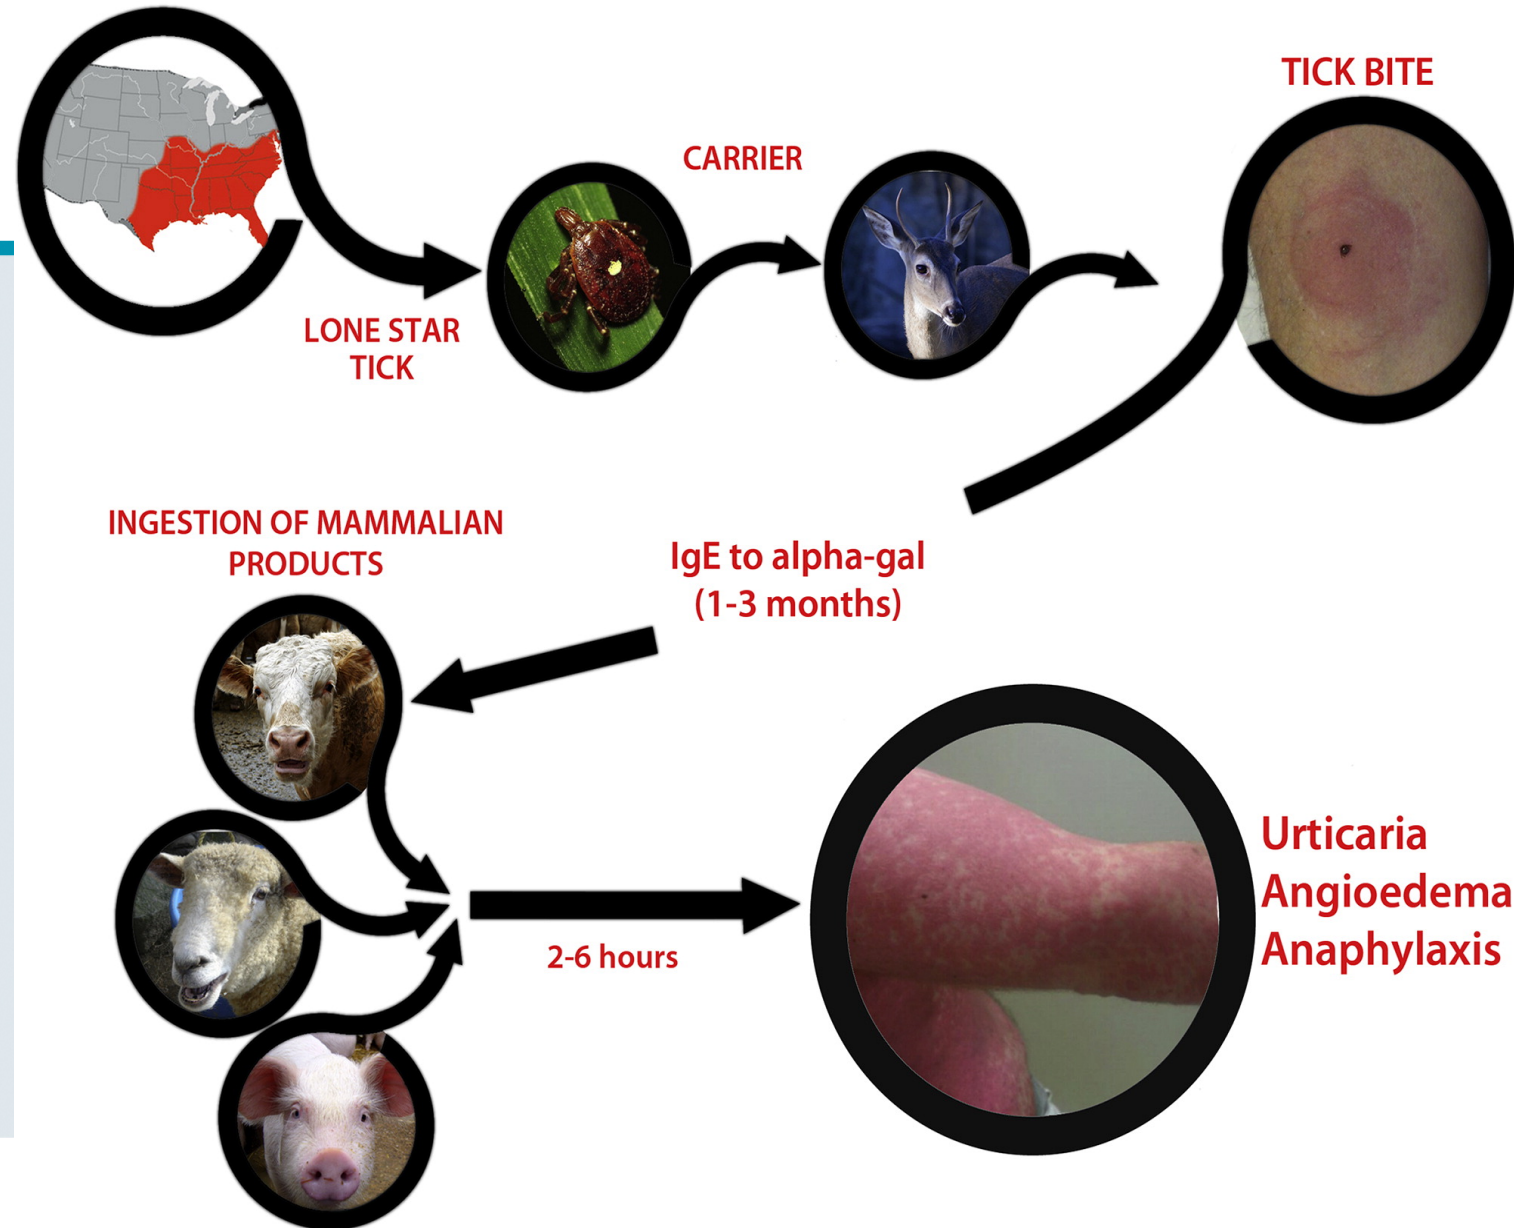 TICK BITE
CARRIER
LONE STAR
TICK
INGESTION OF MAMMALIAN
PRODUCTS
IgE to alpha-gal
(1-3 months)
2-6 hours
Urticaria
Angioedema
Anaphylaxis